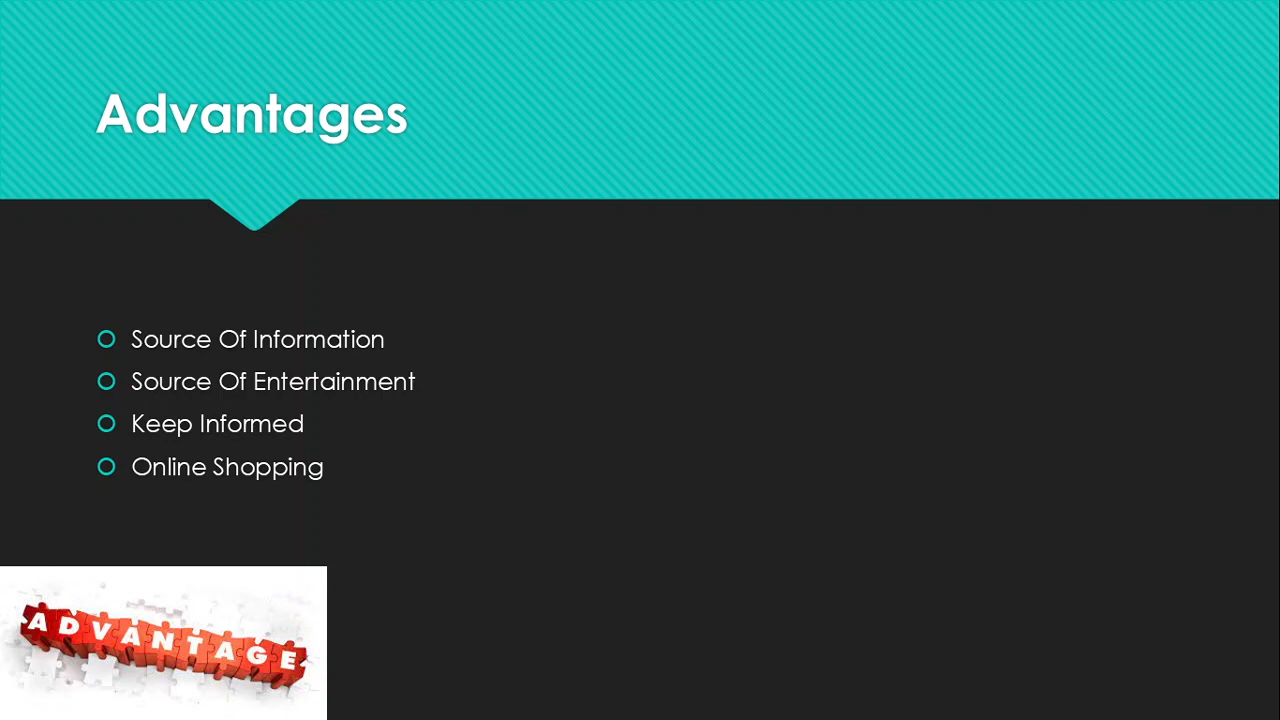 Advantages
Source Of Information
Source Of Entertainment
Keep Informed
Online Shopping
ADVANTAGE